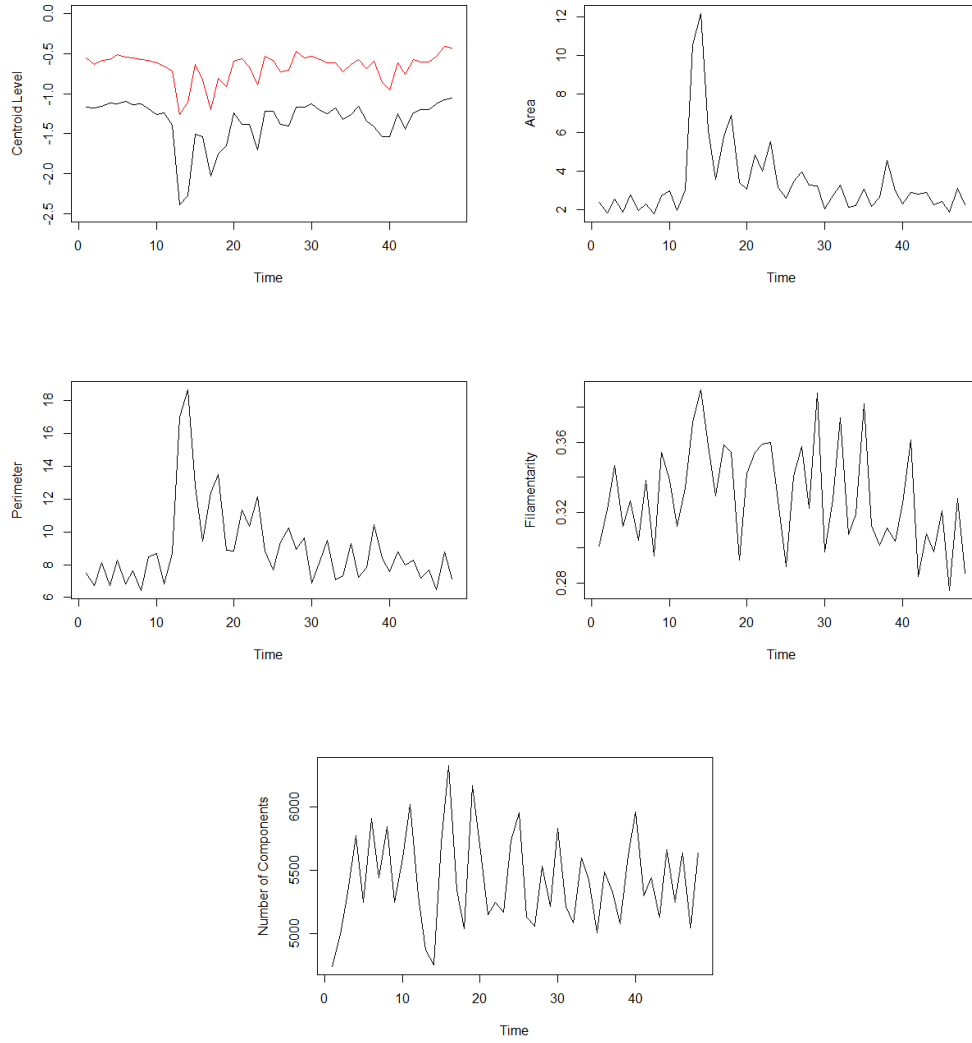 Centroid Level
0.0
-0.5
-1.0
-1.5
-2.0
-2.5
0 10 20 30 40
Time
Area
12
10
8
6
4
2
0 10 20 30 40
Time
Perimeter
18
16
14
12
10
8
6
0 10 20 30 40
Time
Filamentarity
0.36
0.32
0.28
0 10 20 30 40
Time
Number of Components
6000
5500
5000
0 10 20 30 40
Time